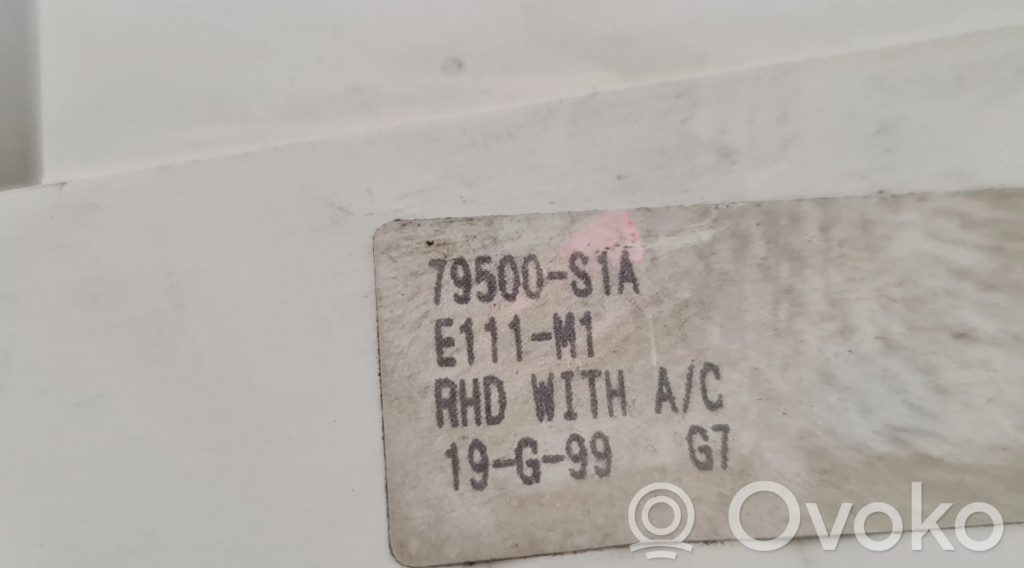 79500-S1A
E111-M1
RHD WITH A/C
19-G-99 G7
Ovoko